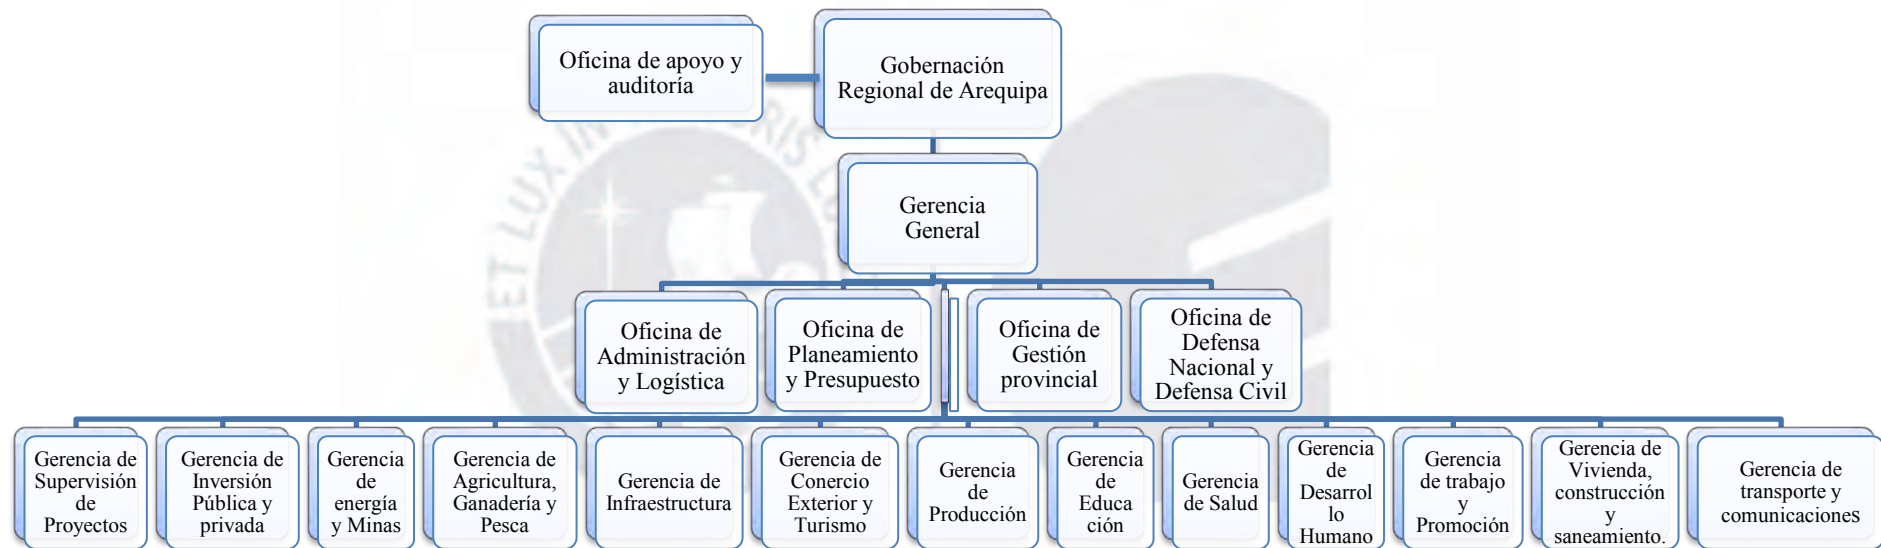 Oficina de apoyo y
auditoría
Gobernación
Regional de Arequipa
Gerencia
General
Oficina de
Administración
y Logística
Oficina de
Planeamiento
y Presupuesto
Oficina de
Gestión
provincial
Oficina de
Defensa
Nacional y
Defensa Civil
Gerencia de
Supervisión
de
Proyectos
Gerencia de
Inversión
Pública y
privada
Gerencia
de
energía
y Minas
Gerencia de
Agricultura,
Ganadería y
Pesca
Gerencia de
Infraestructura
Gerencia de
Conercio
Exterior y
Turismo
Gerencia
de
Producción
Gerencia
de
Educa
ción
Gerencia
de Salud
Gerencia
de
Desarrol
lo
Humano
Gerencia
de trabajo
y
Promoción
Gerencia de
Vivienda,
construcción
y
saneamiento.
Gerencia de
transporte y
comunicaciones
ET LUX IN